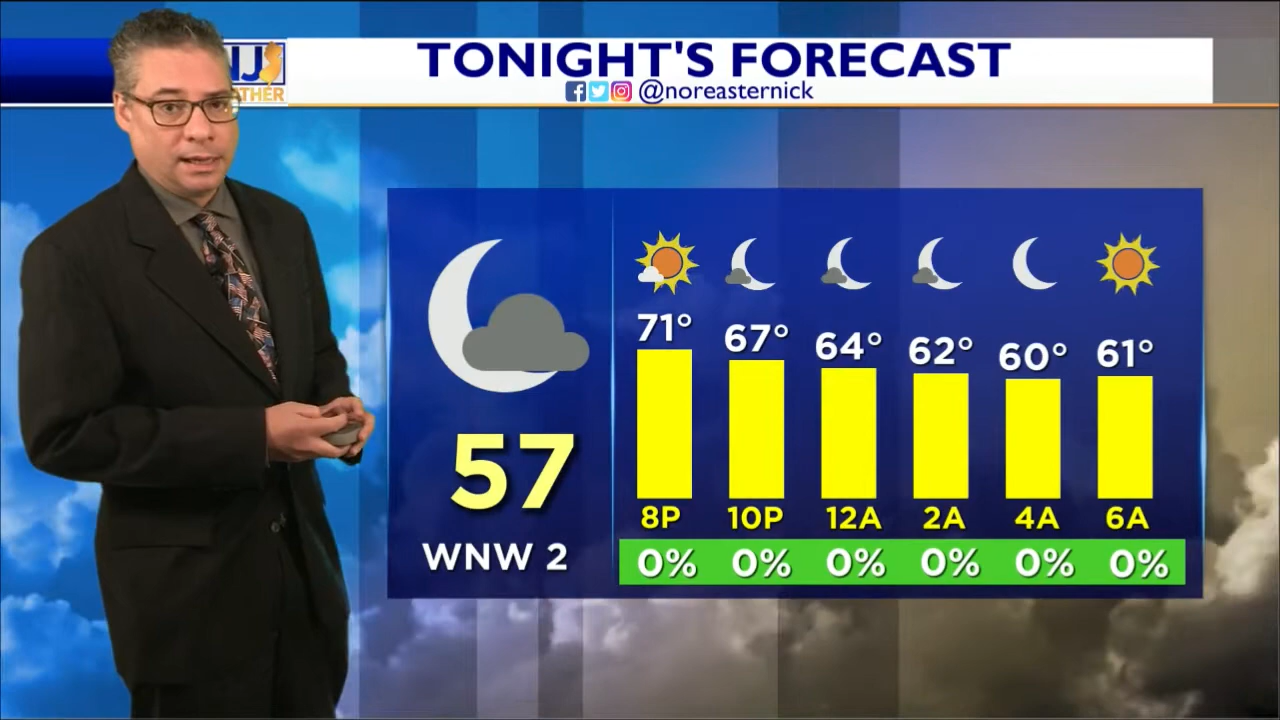 NJ
TONIGHT'S FORECAST
@noreasternick
71° 67° 64° 62° 60° 61°
57
8P 10P 12A 2A 4A 6A
WNW 2
0% 0% 0% 0% 0% 0%